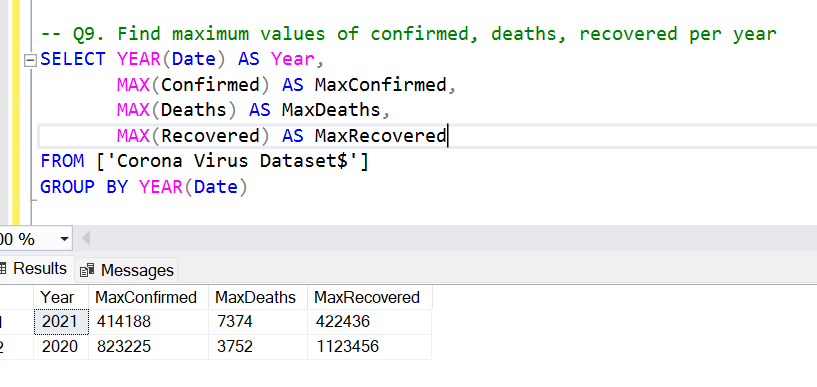 -- Q9. Find maximum values of confirmed, deaths, recovered per year
SELECT YEAR(Date) AS Year,
MAX(Confirmed) AS MaxConfirmed,
MAX(Deaths) AS MaxDeaths,
MAX(Recovered) AS MaxRecovered
FROM ['Corona Virus Dataset$']
GROUP BY YEAR(Date)
00 %
Results Messages
Year MaxConfirmed MaxDeaths MaxRecovered
1 2021 414188 7374 422436
2 2020 823225 3752 1123456